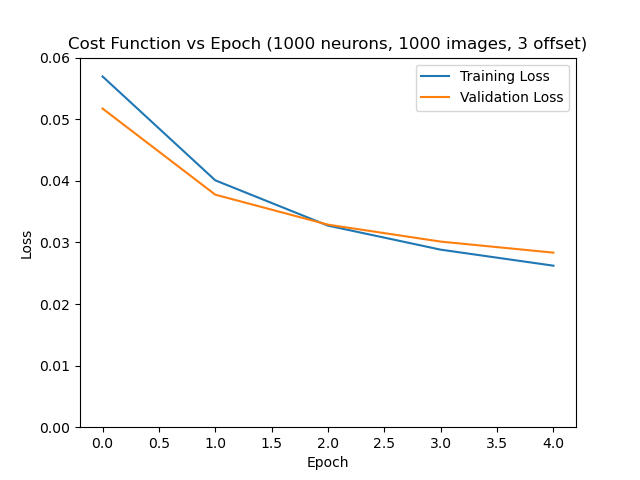 Cost Function vs Epoch (1000 neurons, 1000 images, 3 offset)
Training Loss
Validation Loss
0.06
0.05
0.04
0.03
0.02
0.01
0.00
Loss
0.0 0.5 1.0 1.5 2.0 2.5 3.0 3.5 4.0
Epoch